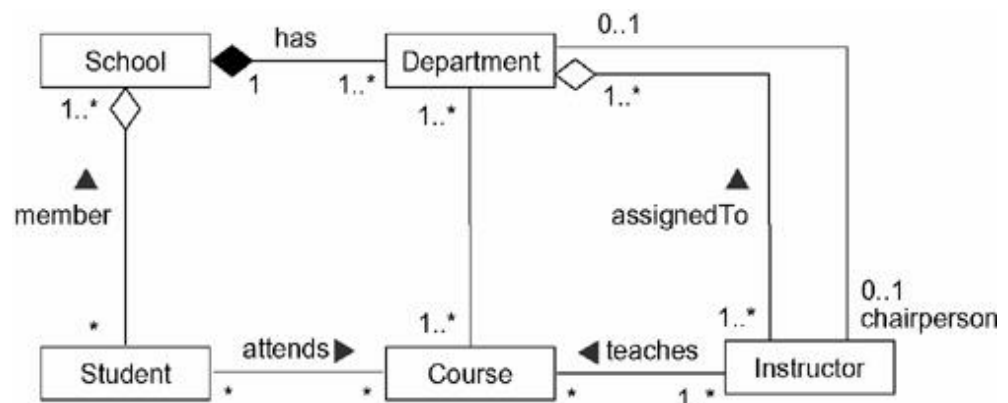 has
0..1
School
Department
1
1..*
1..*
1..*
1..*
member
assignedTo
0..1
chairperson
*
1..*
1..*
attends
teaches
Student
Course
Instructor
*
*
*
1..*